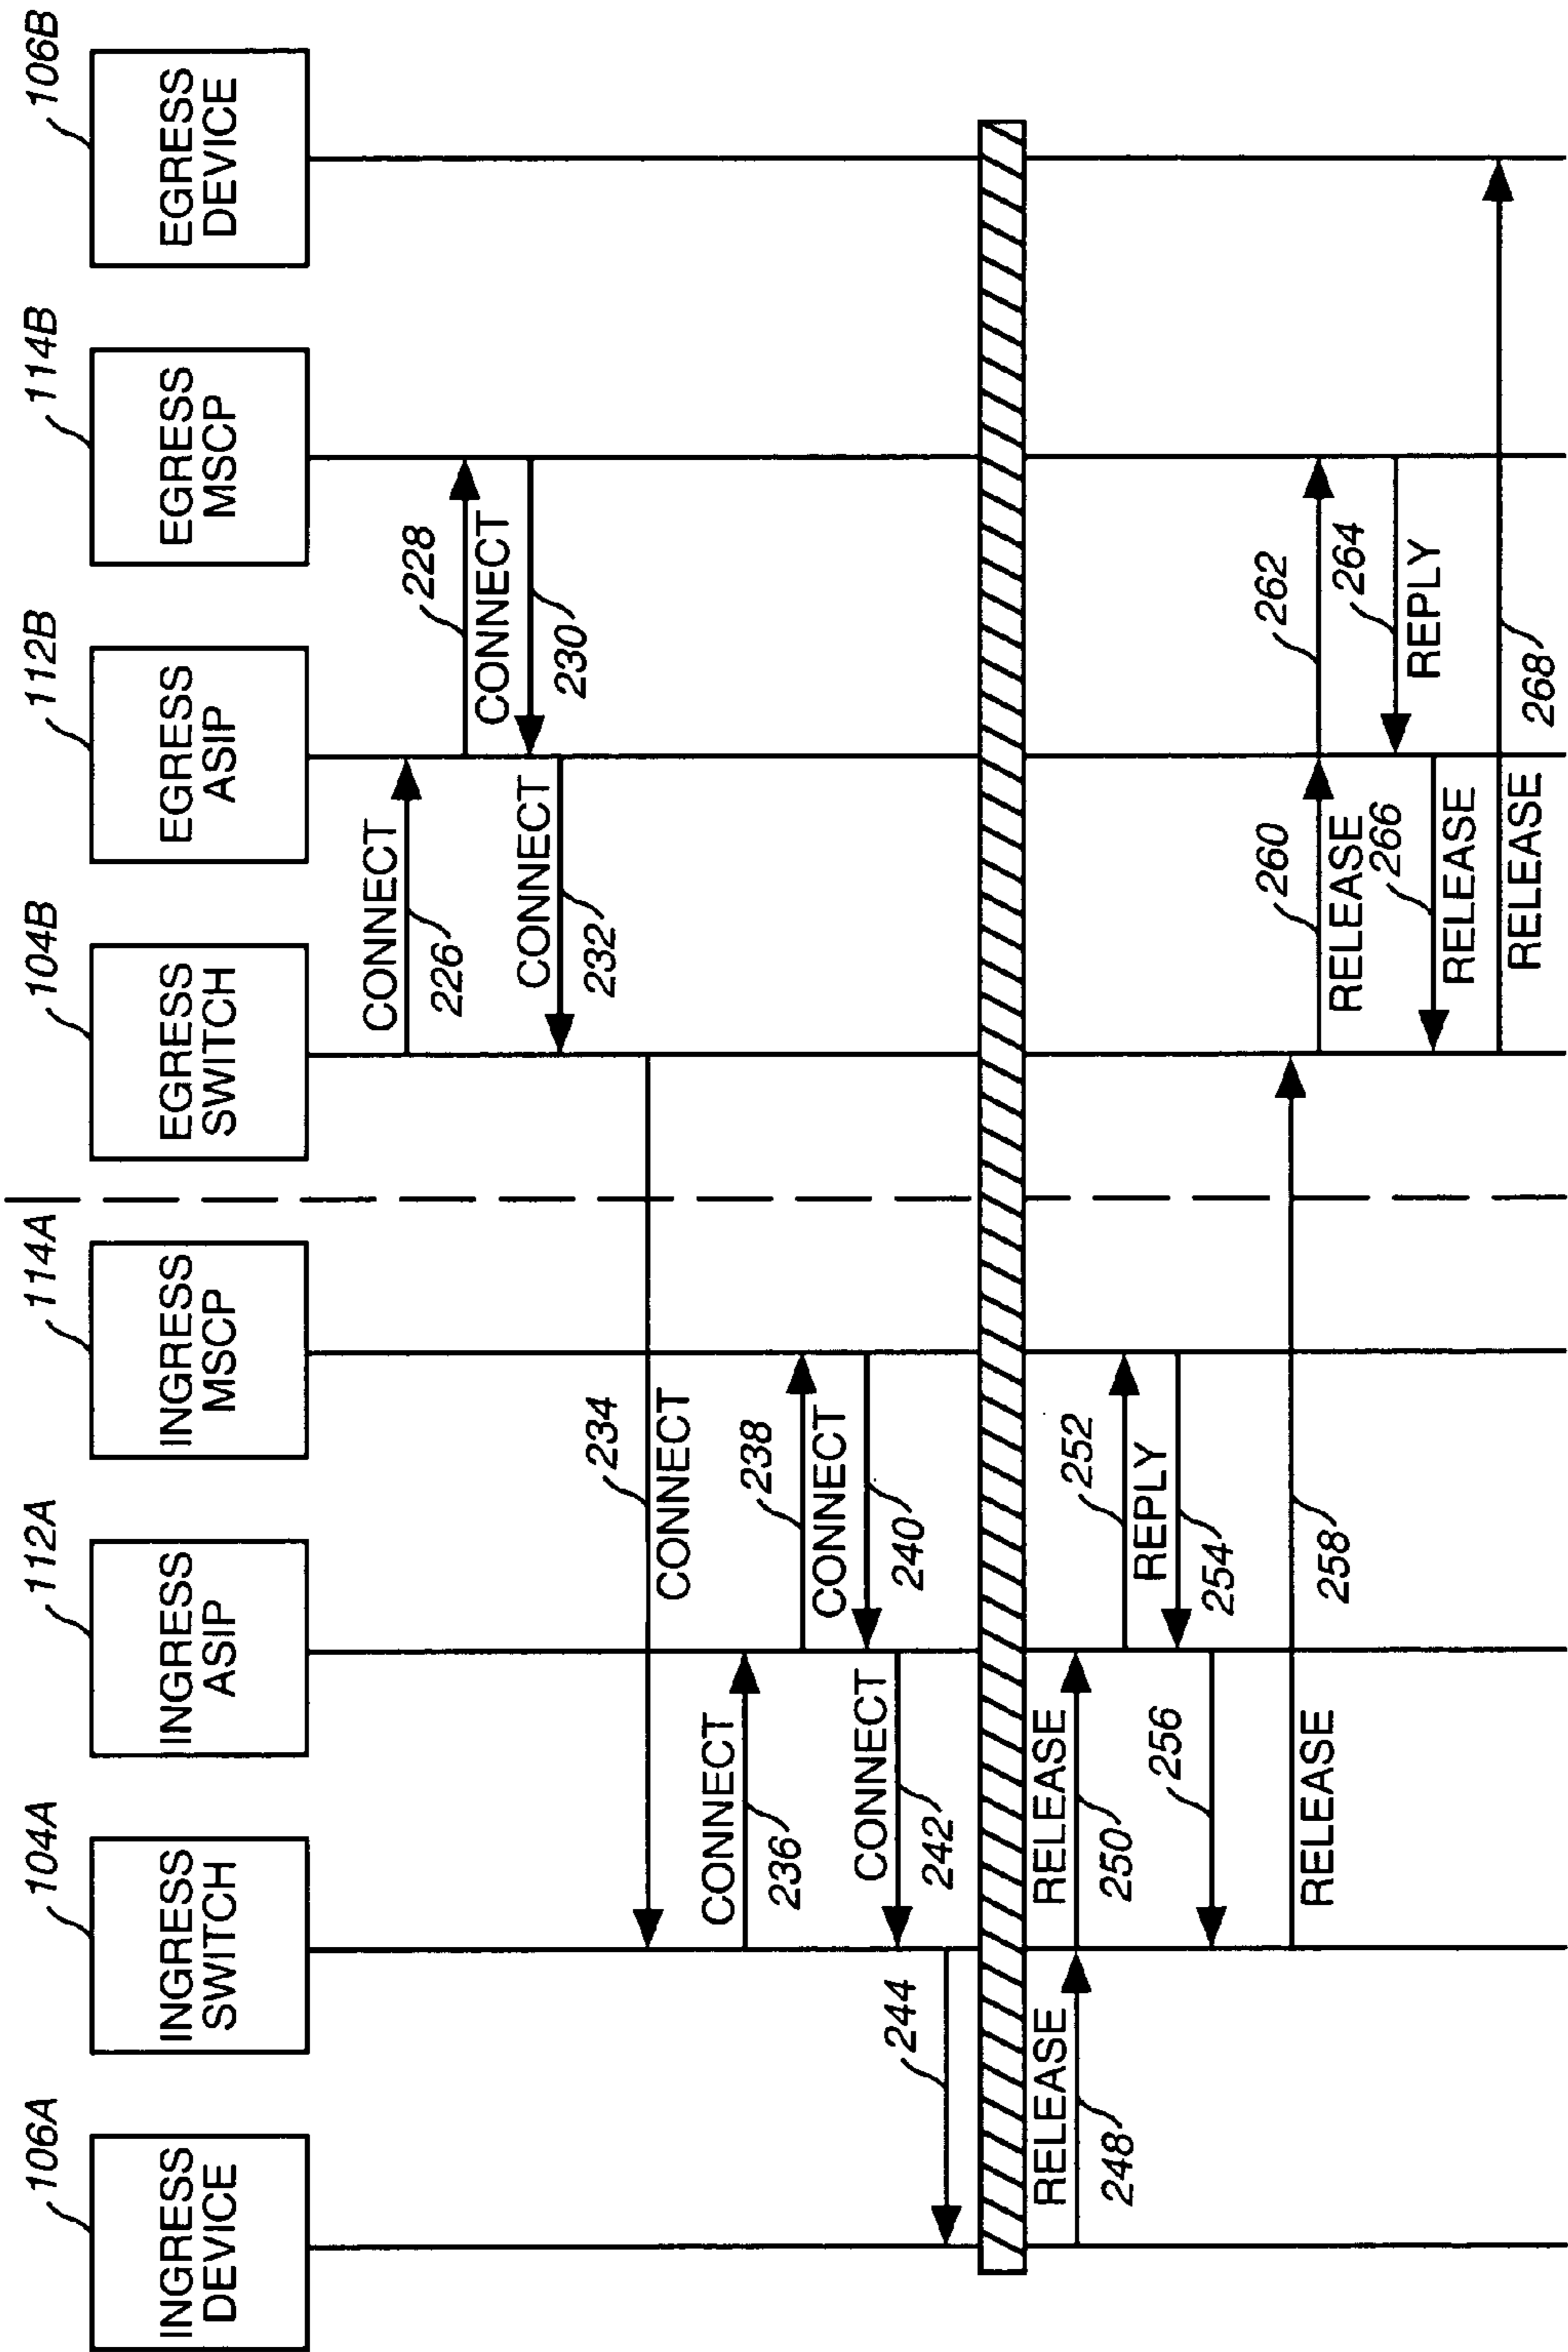 106A
INGRESS
DEVICE
104A
INGRESS
SWITCH
112A
INGRESS
ASIP
114A
INGRESS
MSCP
104B
EGRESS
SWITCH
112B
EGRESS
ASIP
114B
EGRESS
MSCP
106B
EGRESS
DEVICE
CONNECT
226
228
CONNECT
230
CONNECT
232
234
CONNECT
CONNECT
236
238
CONNECT
240
CONNECT
242
244
RELEASE
248
RELEASE
250
252
REPLY
254
256
RELEASE
258
260
RELEASE
262
264
REPLY
266
RELEASE
268
RELEASE